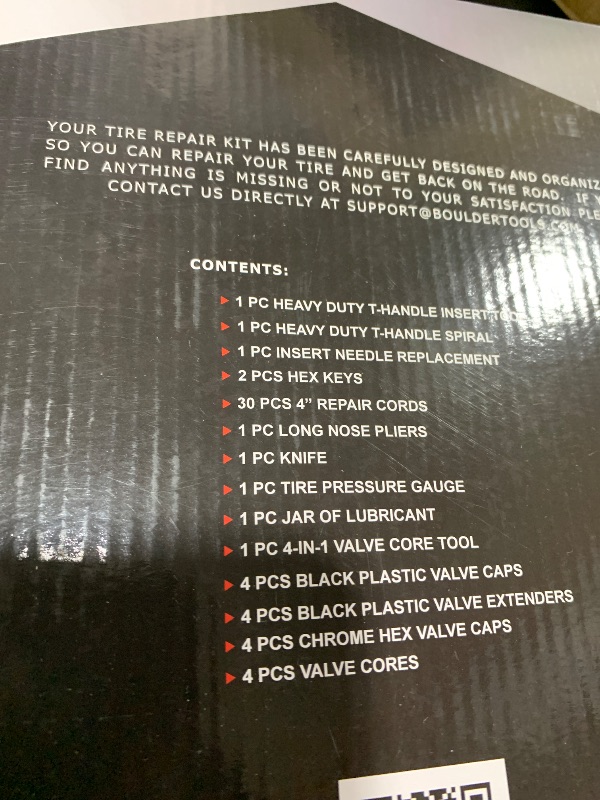 YOUR TIRE REPAIR KIT HAS BEEN CAREFULLY DESIGNED AND
SO YOU CAN REPAIR YOUR TIRE AND GET BACK ON THE ROAD. IF
FIND ANYTHING IS MISSING OR NOT TO YOUR SATISFACTION
CONTACT US DIRECTLY AT SUPPORT@BOULDERTOOLS.COM
CONTENTS:
1 PC HEAVY DUTY T-HANDLE INSERT
1 PC HEAVY DUTY T-HANDLE SPIRAL
1 PC INSERT NEEDLE REPLACEMENT
2 PCS HEX KEYS
30 PCS 4” REPAIR CORDS
1 PC LONG NOSE PLIERS
1 PC KNIFE
1 PC TIRE PRESSURE GAUGE
1 PC JAR OF LUBRICANT
1 PC 4-IN-1 VALVE CORE TOOL
4 PCS BLACK PLASTIC VALVE CAPS
4 PCS BLACK PLASTIC VALVE EXTENDERS
4 PCS CHROME HEX VALVE CAPS
4 PCS VALVE CORES